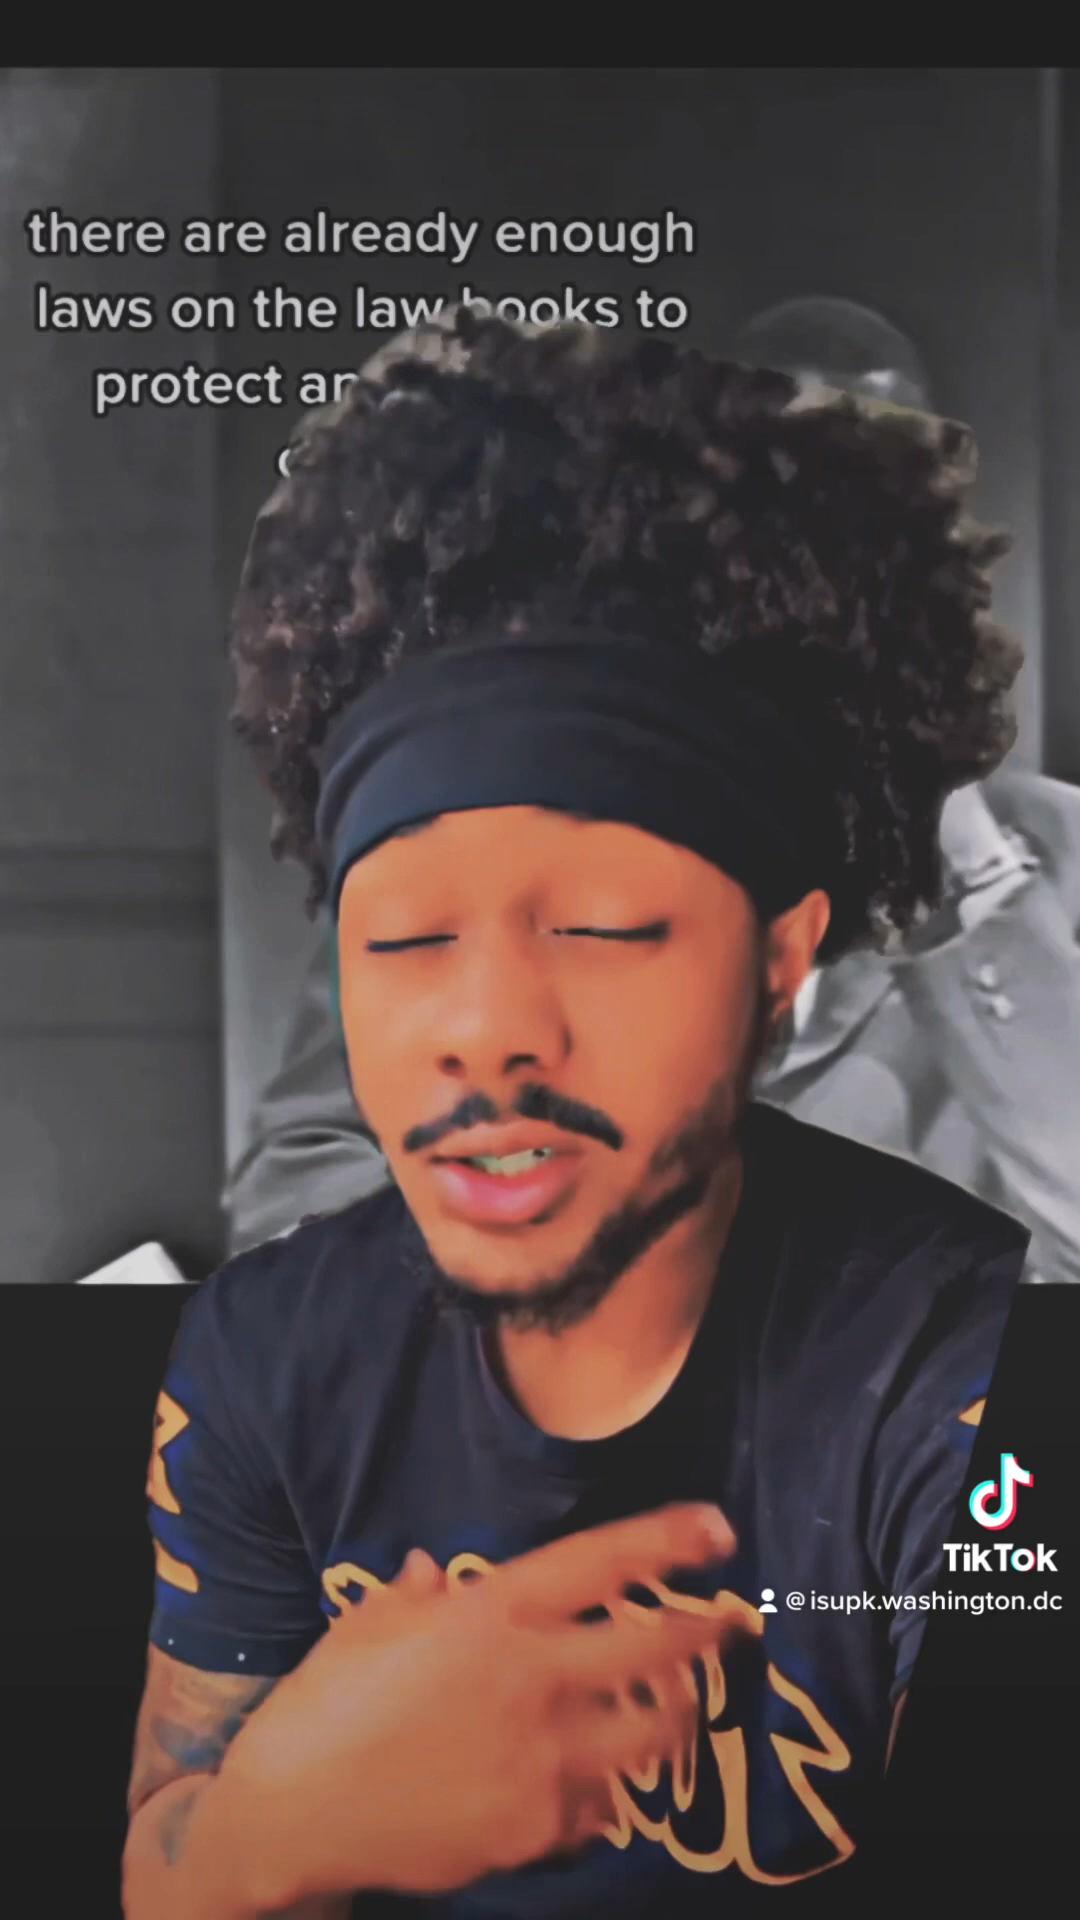 there are already enough
laws on the law books to
protect an
TikTok
@isupk.washington.dc